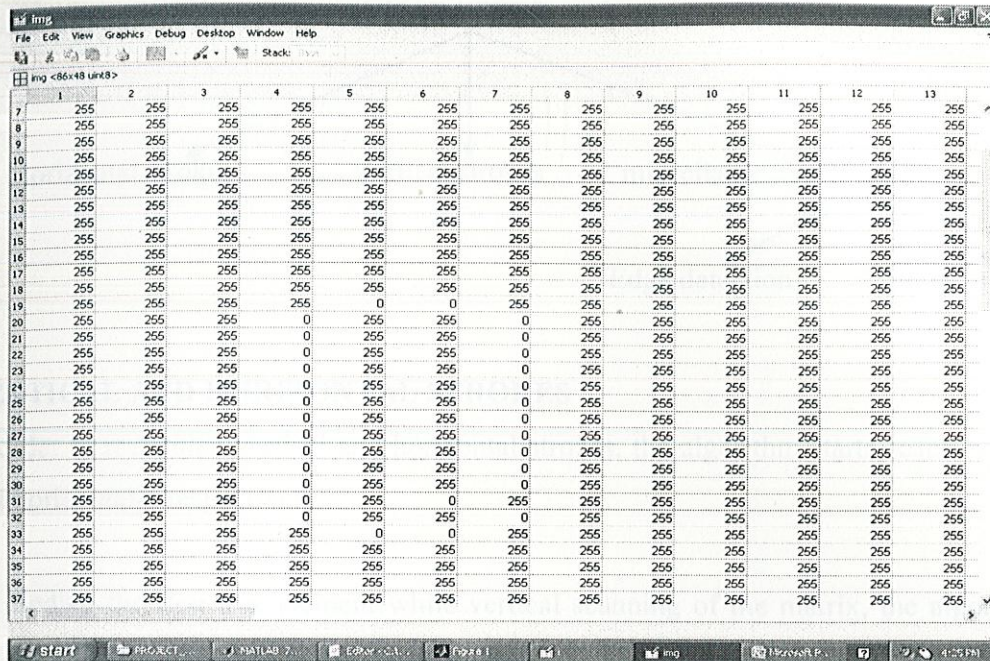 img
File Edit View Graphics Debug Desktop Window Help
Stack:
img <86x48 uint8>
1 2 3 4 5 6 7 8 9 10 11 12 13
7 255 255 255 255 255 255 255 255 255 255 255 255 255
8 255 255 255 255 255 255 255 255 255 255 255 255 255
9 255 255 255 255 255 255 255 255 255 255 255 255 255
10 255 255 255 255 255 255 255 255 255 255 255 255 255
11 255 255 255 255 255 255 255 255 255 255 255 255 255
12 255 255 255 255 255 255 255 255 255 255 255 255 255
13 255 255 255 255 255 255 255 255 255 255 255 255 255
14 255 255 255 255 255 255 255 255 255 255 255 255 255
15 255 255 255 255 255 255 255 255 255 255 255 255 255
16 255 255 255 255 255 255 255 255 255 255 255 255 255
17 255 255 255 255 255 255 255 255 255 255 255 255 255
18 255 255 255 255 255 255 255 255 255 255 255 255 255
19 255 255 255 255 0 0 255 255 255 255 255 255 255
20 255 255 255 0 255 255 0 255 255 255 255 255 255
21 255 255 255 0 255 255 0 255 255 255 255 255 255
22 255 255 255 0 255 255 0 255 255 255 255 255 255
23 255 255 255 0 255 255 0 255 255 255 255 255 255
24 255 255 255 0 255 255 0 255 255 255 255 255 255
25 255 255 255 0 255 255 0 255 255 255 255 255 255
26 255 255 255 0 255 255 0 255 255 255 255 255 255
27 255 255 255 0 255 255 0 255 255 255 255 255 255
28 255 255 255 0 255 255 0 255 255 255 255 255 255
29 255 255 255 0 255 255 0 255 255 255 255 255 255
30 255 255 255 0 255 255 0 255 255 255 255 255 255
31 255 255 255 0 255 0 255 255 255 255 255 255 255
32 255 255 255 0 255 255 0 255 255 255 255 255 255
33 255 255 255 255 0 0 255 255 255 255 255 255 255
34 255 255 255 255 255 255 255 255 255 255 255 255 255
35 255 255 255 255 255 255 255 255 255 255 255 255 255
36 255 255 255 255 255 255 255 255 255 255 255 255 255
37 255 255 255 255 255 255 255 255 255 255 255 255 255
start PROJECT_... MATLAB 7... Editor - C:\... Figure 1 i img Microsoft P... 4:25 PM